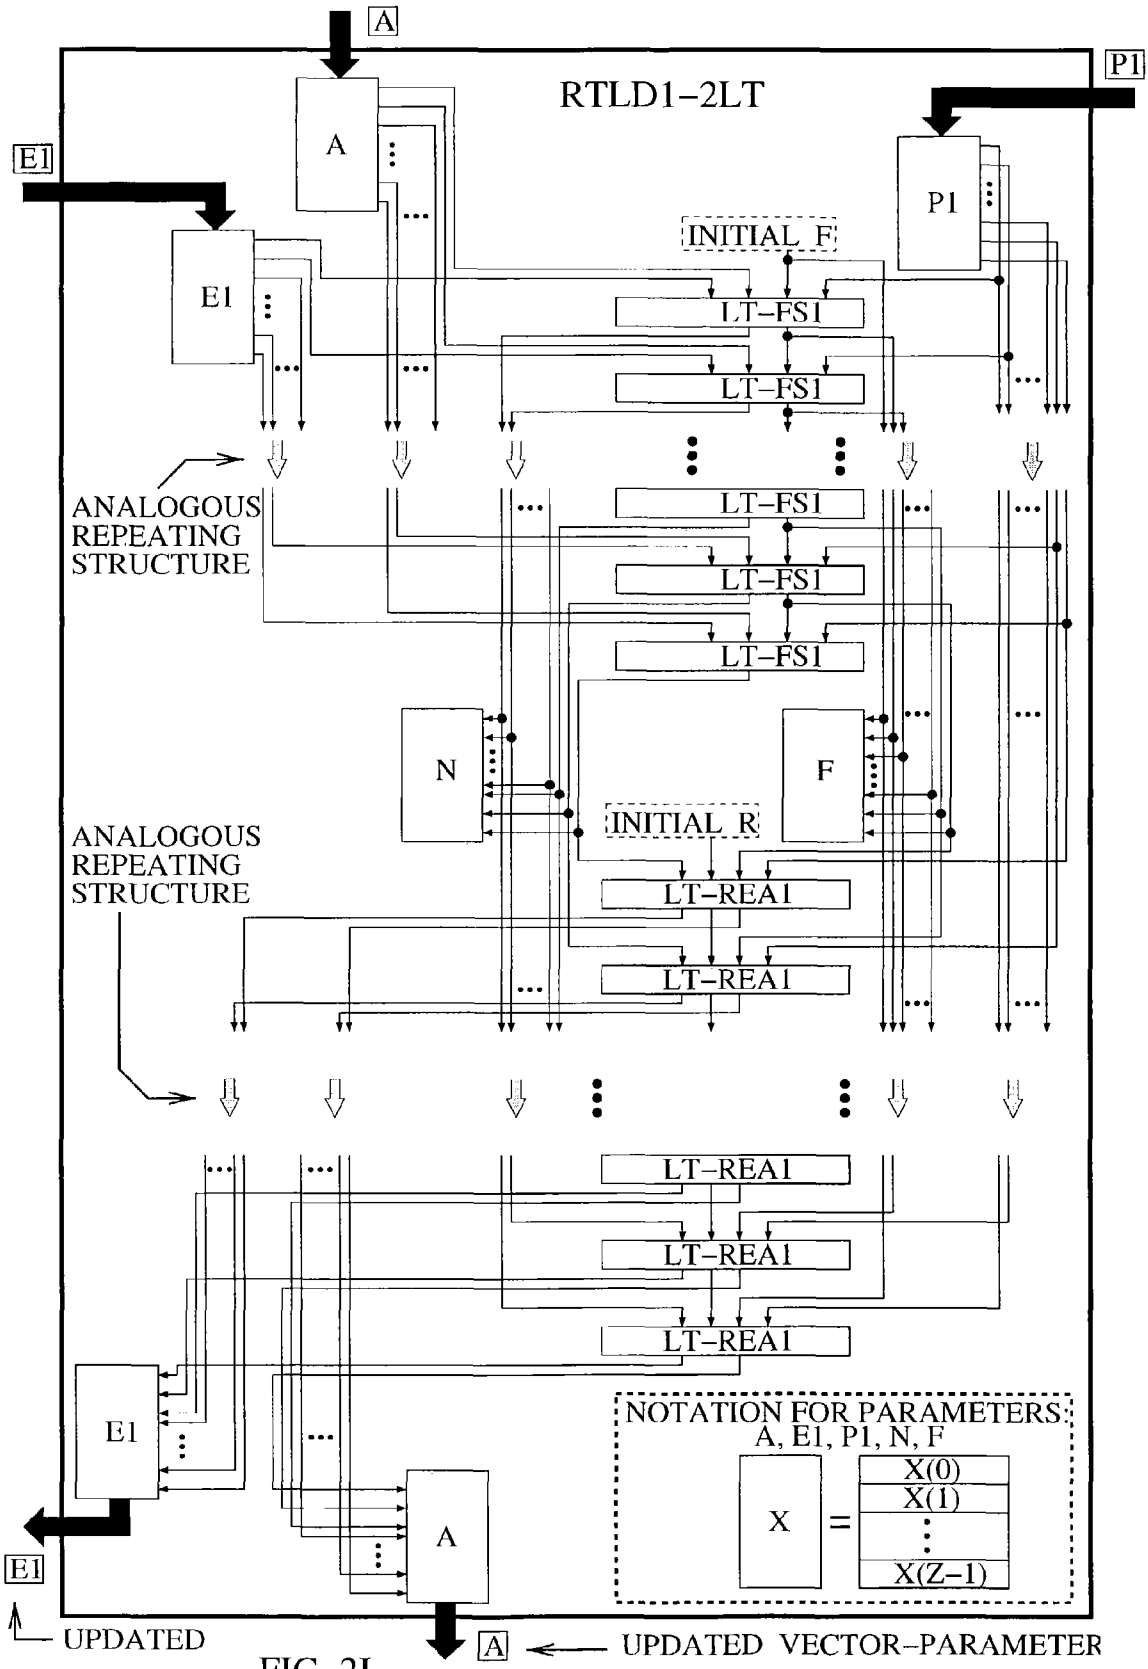 A
P1
RTLD1-2LT
A
E1
P1
INITIAL F
E1
LT-FS1
LT-FS1
ANALOGOUS
REPEATING
STRUCTURE
LT-FS1
LT-FS1
LT-FS1
N
F
INITIAL R
ANALOGOUS
REPEATING
STRUCTURE
LT-REA1
LT-REA1
LT-REA1
LT-REA1
LT-REA1
E1
NOTATION FOR PARAMETERS:
A, E1, P1, N, F
X = X(0)
X(1)
X(Z-1)
A
E1
UPDATED
A
UPDATED VECTOR-PARAMETER